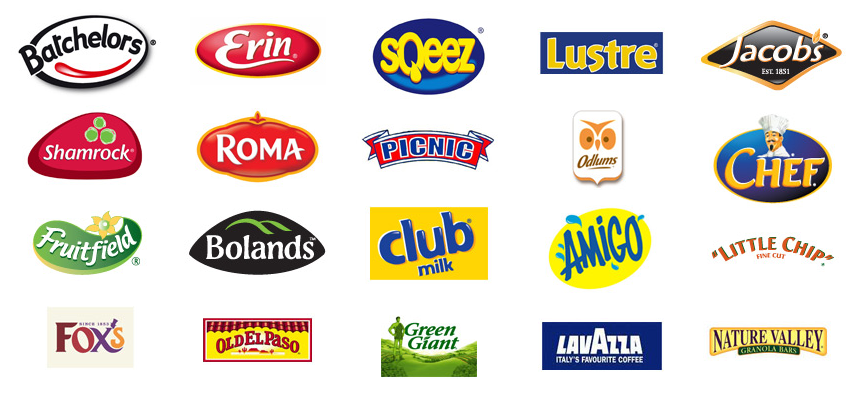 Batchelors®
Erin®
SQeez®
Lustre®
Jacob's®
EST. 1851
Shamrock®
ROMA
PICNIC
Odlums
CHEF®
Fruitfield®
Bolands™
club®
milk
AMiGO
"LITTLE CHIP"
FINE CUT
SINCE 1853
FOX'S
OLD EL PASO
Green
Giant
LAVAZZA
ITALY'S FAVOURITE COFFEE
NATURE VALLEY
GRANOLA BARS